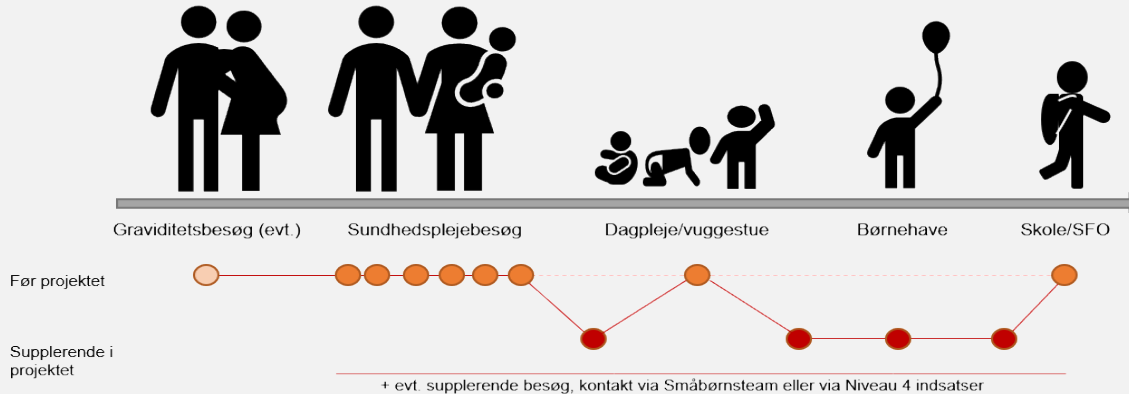 Graviditetsbesøg (evt.)
Sundhedsplejebesøg
Dagpleje/vuggestue
Børnehave
Skole/SFO
Før projektet
Supplerende i
projektet
+ evt. supplerende besøg, kontakt via Småbørnsteam eller via Niveau 4 indsatser